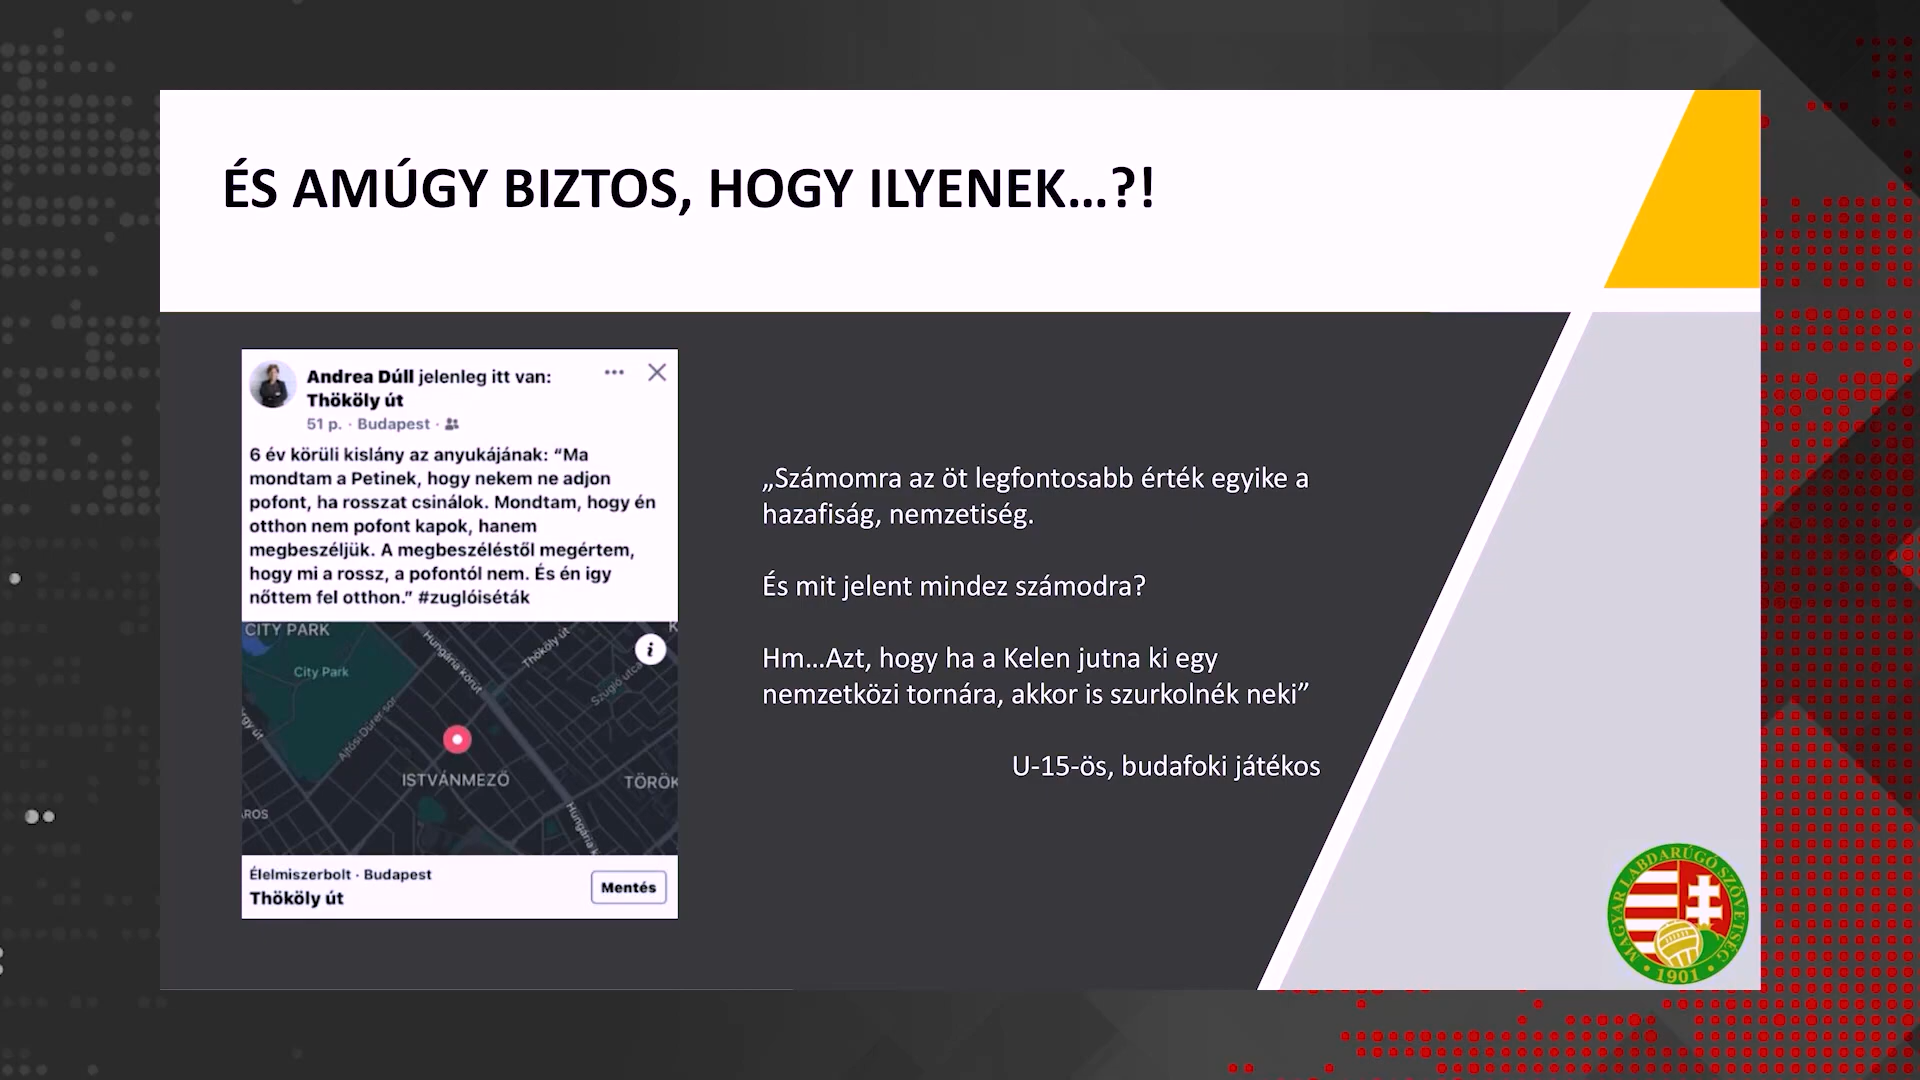 ÉS AMÚGY BIZTOS, HOGY ILYENEK...?!
Andrea Dúll jelenleg itt van:
Thököly út
51 p. · Budapest ·
6 év körüli kislány az anyukájának: “Ma
mondtam a Petinek, hogy nekem ne adjon
pofont, ha rosszat csinálok. Mondtam, hogy én
otthon nem pofont kapok, hanem
megbeszéljük. A megbeszéléstől megértem,
hogy mi a rossz, a pofontól nem. És én igy
nőttem fel otthon.” #zuglóiséták
CITY PARK
City Park
Hungária körút
Thököly út
Szugló utca
K
i
rgy út
Ajtósi Dürer sor
ISTVÁNMEZŐ
TÖRÖK
ÁROS
Hungária k
Élelmiszerbolt · Budapest
Thököly út
Mentés
„Számomra az öt legfontosabb érték egyike a
hazafiság, nemzetiség.
És mit jelent mindez számodra?
Hm...Azt, hogy ha a Kelen jutna ki egy
nemzetközi tornára, akkor is szurkolnék neki”
U-15-ös, budafoki játékos
MAGYAR LABDARÚGÓ SZÖVETSÉG
• 1901 •